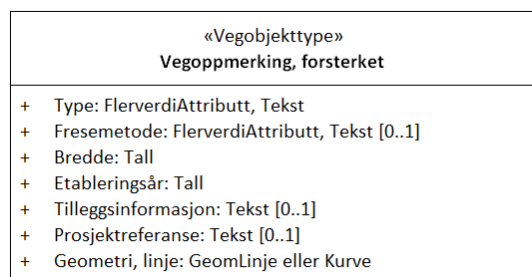 «Vegobjekttype»
Vegoppmerking, forsterket
+ Type: FlerverdiAttributt, Tekst
+ Fresemetode: FlerverdiAttributt, Tekst [0..1]
+ Bredde: Tall
+ Etableringsår: Tall
+ Tilleggsinformasjon: Tekst [0..1]
+ Prosjektreferanse: Tekst [0..1]
+ Geometri, linje: GeomLinje eller Kurve